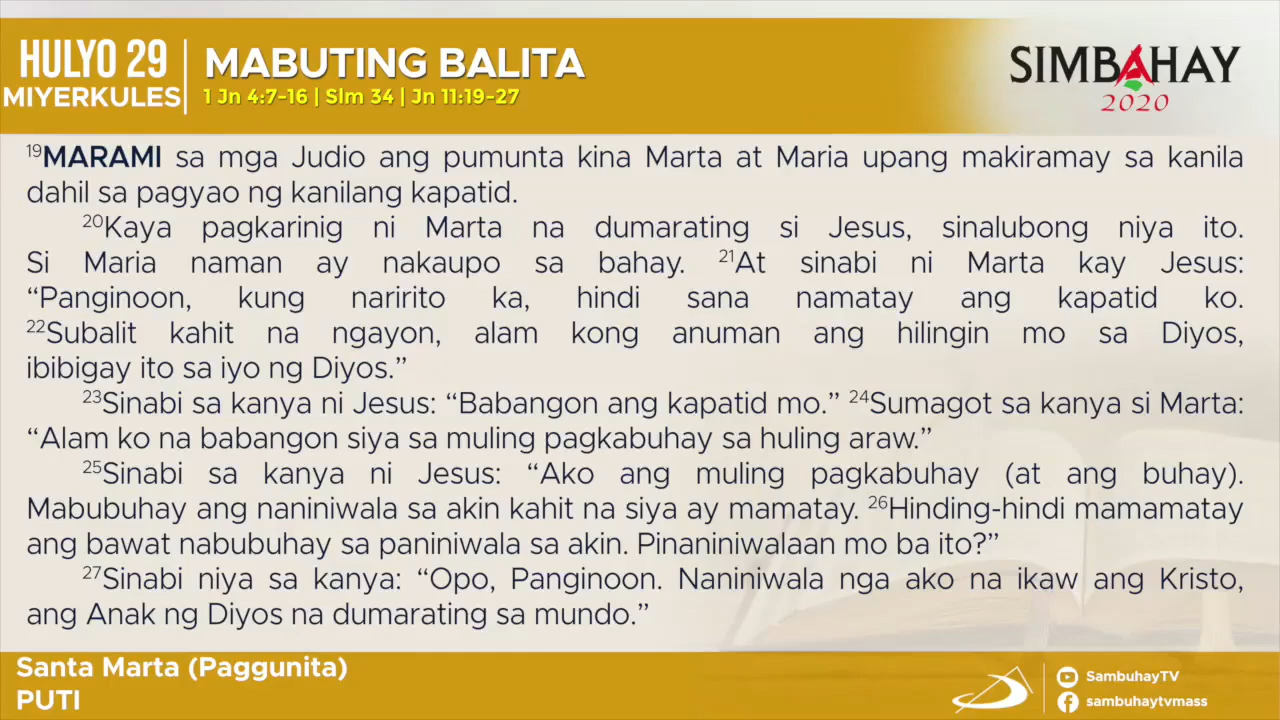 HULYO 29
MIYERKULES
MABUTING BALITA
1 Jn 4:7-16 | Slm 34 | Jn 11:19-27
SIMBAHAY
2020
19MARAMI sa mga Judio ang pumunta kina Marta at Maria upang makiramay sa kanila
dahil sa pagyao ng kanilang kapatid.
20Kaya pagkarinig ni Marta na dumarating si Jesus, sinalubong niya ito.
Si Maria naman ay nakaupo sa bahay. 21At sinabi ni Marta kay Jesus:
“Panginoon, kung naririto ka, hindi sana namatay ang kapatid ko.
22Subalit kahit na ngayon, alam kong anuman ang hilingin mo sa Diyos,
ibibigay ito sa iyo ng Diyos.”
23Sinabi sa kanya ni Jesus: “Babangon ang kapatid mo.” 24Sumagot sa kanya si Marta:
“Alam ko na babangon siya sa muling pagkabuhay sa huling araw.”
25Sinabi sa kanya ni Jesus: “Ako ang muling pagkabuhay (at ang buhay).
Mabubuhay ang naniniwala sa akin kahit na siya ay mamatay. 26Hinding-hindi mamamatay
ang bawat nabubuhay sa paniniwala sa akin. Pinaniniwalaan mo ba ito?”
27Sinabi niya sa kanya: “Opo, Panginoon. Naniniwala nga ako na ikaw ang Kristo,
ang Anak ng Diyos na dumarating sa mundo.”
Santa Marta (Paggunita)
PUTI
SambuhayTV
sambuhaytvmass